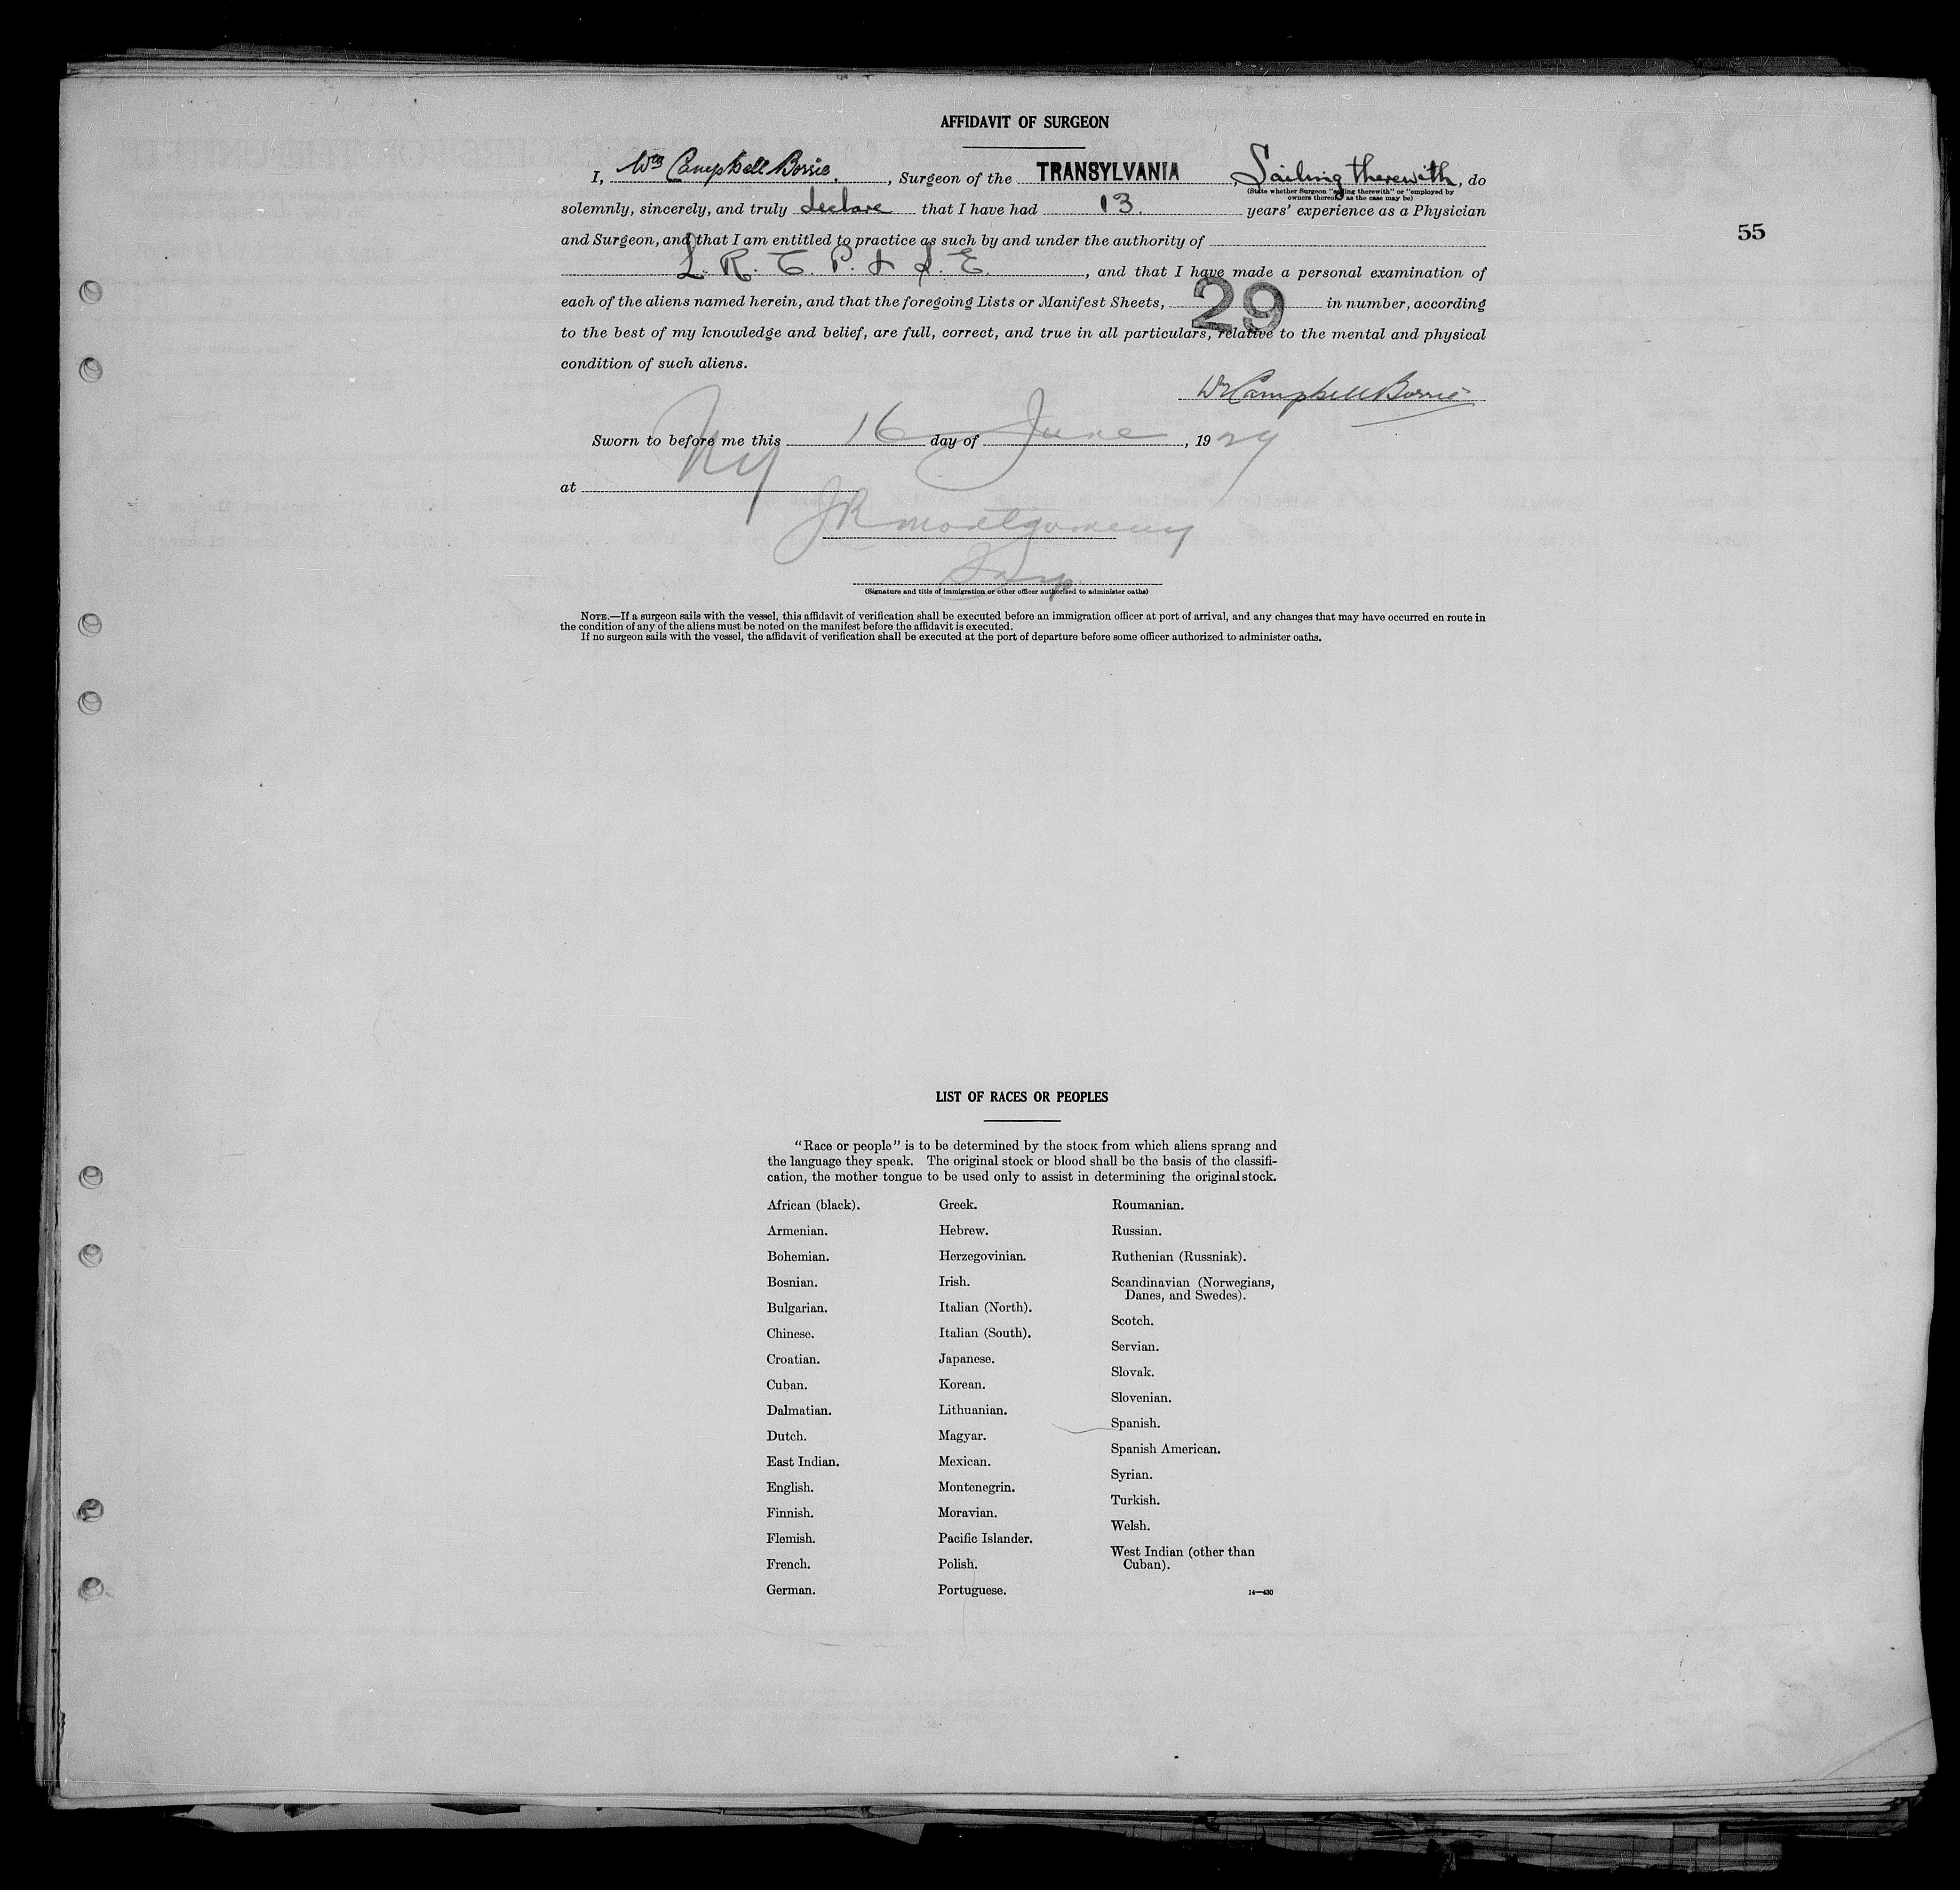 AFFIDAVIT OF SURGEON
I, Wm Campbell Borrie, Surgeon of the TRANSYLVANIA, Sailing therewith, do
(State whether Surgeon "sailing therewith" or "employed by
owners thereof," as the case may be)
solemnly, sincerely, and truly declare that I have had 13. years' experience as a Physician
55
and Surgeon, and that I am entitled to practice as such by and under the authority of
L. R. C. P. & S. E., and that I have made a personal examination of
each of the aliens named herein, and that the foregoing Lists or Manifest Sheets, 29 in number, according
to the best of my knowledge and belief, are full, correct, and true in all particulars, relative to the mental and physical
condition of such aliens.
Wm Campbell Borrie
Sworn to before me this 16 day of June, 1929
at NY
JR Montgomery
Insp.
(Signature and title of immigration or other officer authorized to administer oaths)
NOTE.—If a surgeon sails with the vessel, this affidavit of verification shall be executed before an immigration officer at port of arrival, and any changes that may have occurred en route in
the condition of any of the aliens must be noted on the manifest before the affidavit is executed.
If no surgeon sails with the vessel, the affidavit of verification shall be executed at the port of departure before some officer authorized to administer oaths.
LIST OF RACES OR PEOPLES
"Race or people" is to be determined by the stock from which aliens sprang and
the language they speak. The original stock or blood shall be the basis of the classifi-
cation, the mother tongue to be used only to assist in determining the original stock.
African (black).
Armenian.
Bohemian.
Bosnian.
Bulgarian.
Chinese.
Croatian.
Cuban.
Dalmatian.
Dutch.
East Indian.
English.
Finnish.
Flemish.
French.
German.
Greek.
Hebrew.
Herzegovinian.
Irish.
Italian (North).
Italian (South).
Japanese.
Korean.
Lithuanian.
Magyar.
Mexican.
Montenegrin.
Moravian.
Pacific Islander.
Polish.
Portuguese.
Roumanian.
Russian.
Ruthenian (Russniak).
Scandinavian (Norwegians,
Danes, and Swedes).
Scotch.
Servian.
Slovak.
Slovenian.
Spanish.
Spanish American.
Syrian.
Turkish.
Welsh.
West Indian (other than
Cuban).
14—430